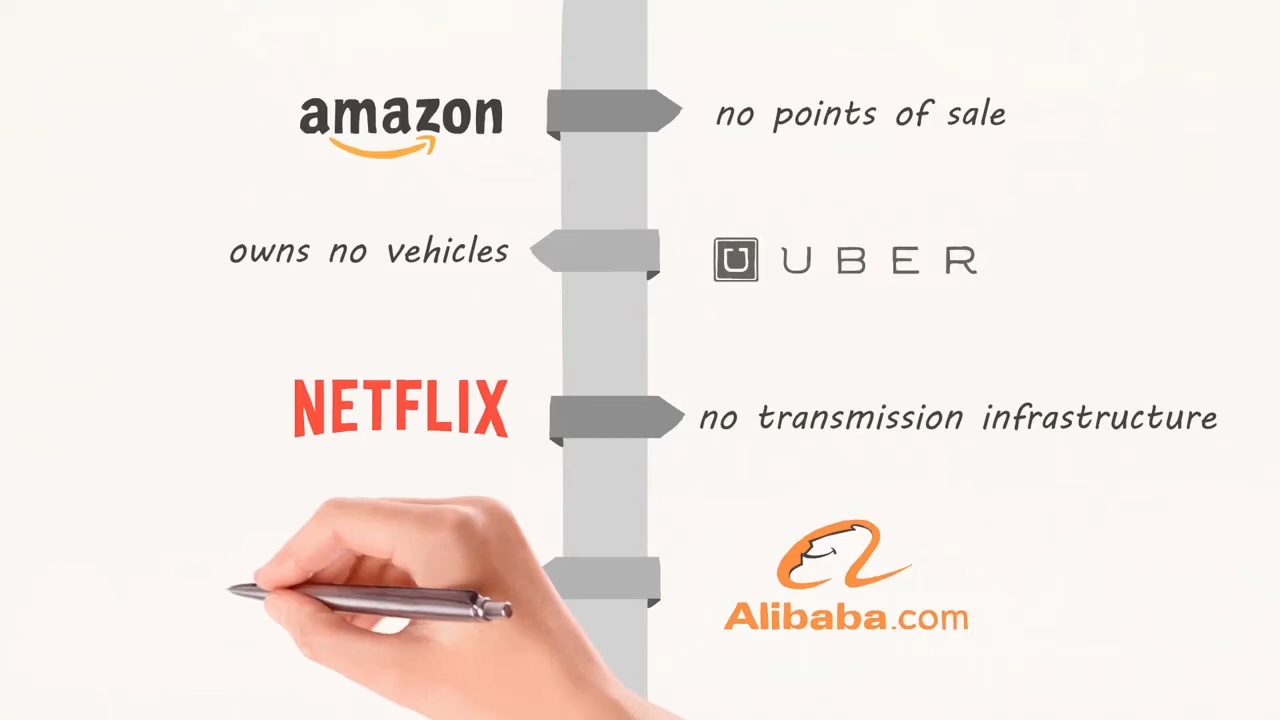 amazon
no points of sale
owns no vehicles
U UBER
NETFLIX
no transmission infrastructure
Alibaba.com